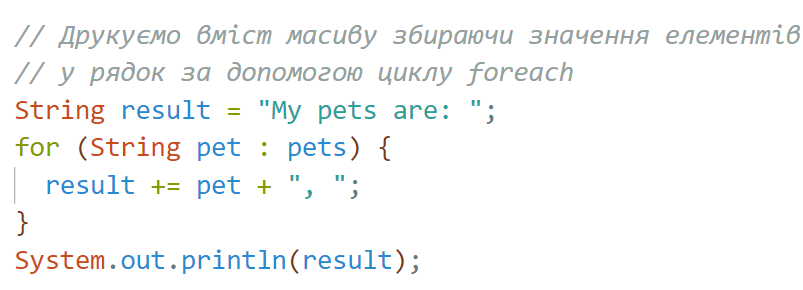 // Друкуємо вміст масиву збираючи значення елементів
// у рядок за допомогою циклу foreach
String result = "My pets are: ";
for (String pet : pets) {
  result += pet + ", ";
}
System.out.println(result);